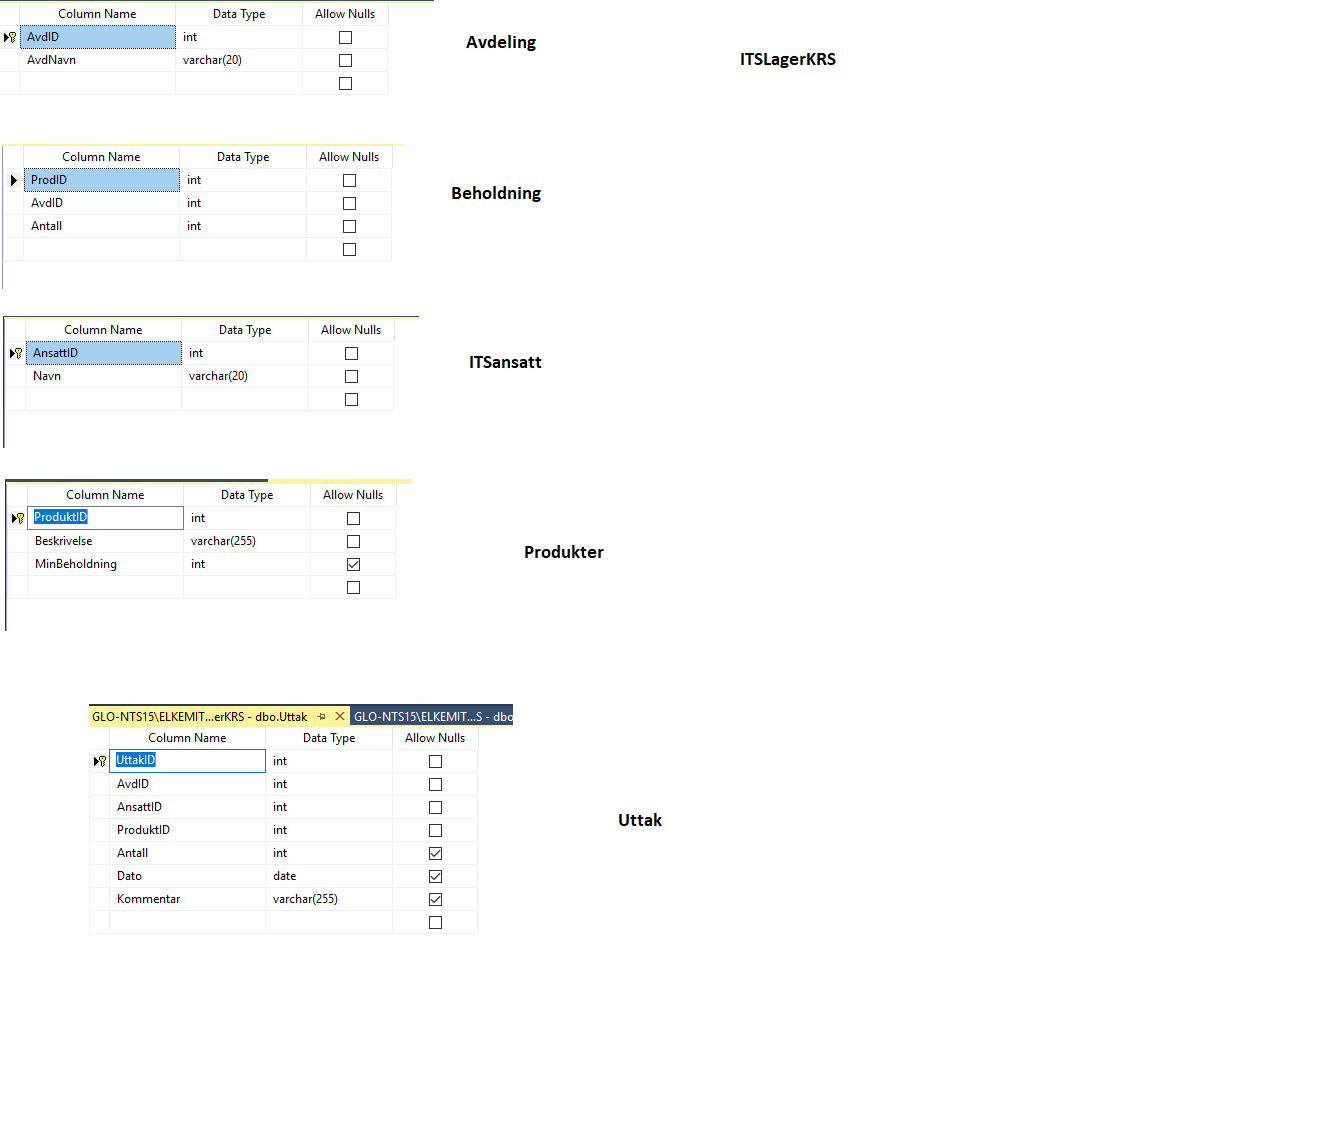 Column Name Data Type Allow Nulls
AvdID int
AvdNavn varchar(20)
Avdeling
ITSLagerKRS
Column Name Data Type Allow Nulls
ProdID int
AvdID int
Antall int
Beholdning
Column Name Data Type Allow Nulls
AnsattID int
Navn varchar(20)
ITSansatt
Column Name Data Type Allow Nulls
ProduktID int
Beskrivelse varchar(255)
MinBeholdning int
Produkter
GLO-NTS15\ELKEMIT...erKRS - dbo.Uttak GLO-NTS15\ELKEMIT...S - dbo
Column Name Data Type Allow Nulls
UttakID int
AvdID int
AnsattID int
ProduktID int
Antall int
Dato date
Kommentar varchar(255)
Uttak